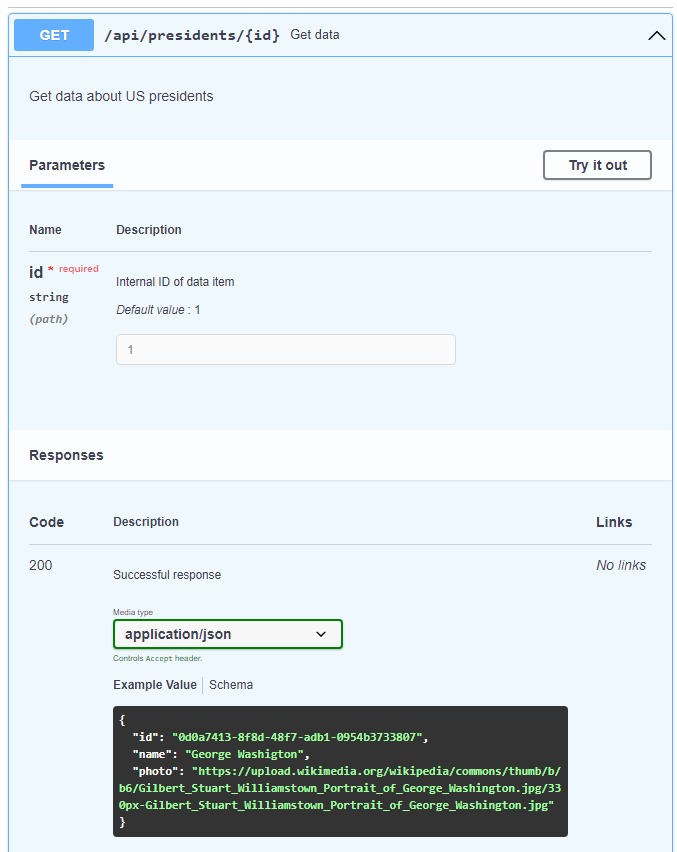 GET /api/presidents/{id} Get data
Get data about US presidents
Parameters Try it out
Name Description
id * required
string
(path)
Internal ID of data item
Default value : 1
1
Responses
Code Description Links
200 Successful response No links
Media type
application/json
Controls Accept header.
Example Value Schema
{
"id": "0d0a7413-8f8d-48f7-adb1-0954b3733807",
"name": "George Washigton",
"photo": "https://upload.wikimedia.org/wikipedia/commons/thumb/b/
b6/Gilbert_Stuart_Williamstown_Portrait_of_George_Washington.jpg/33
0px-Gilbert_Stuart_Williamstown_Portrait_of_George_Washington.jpg"
}